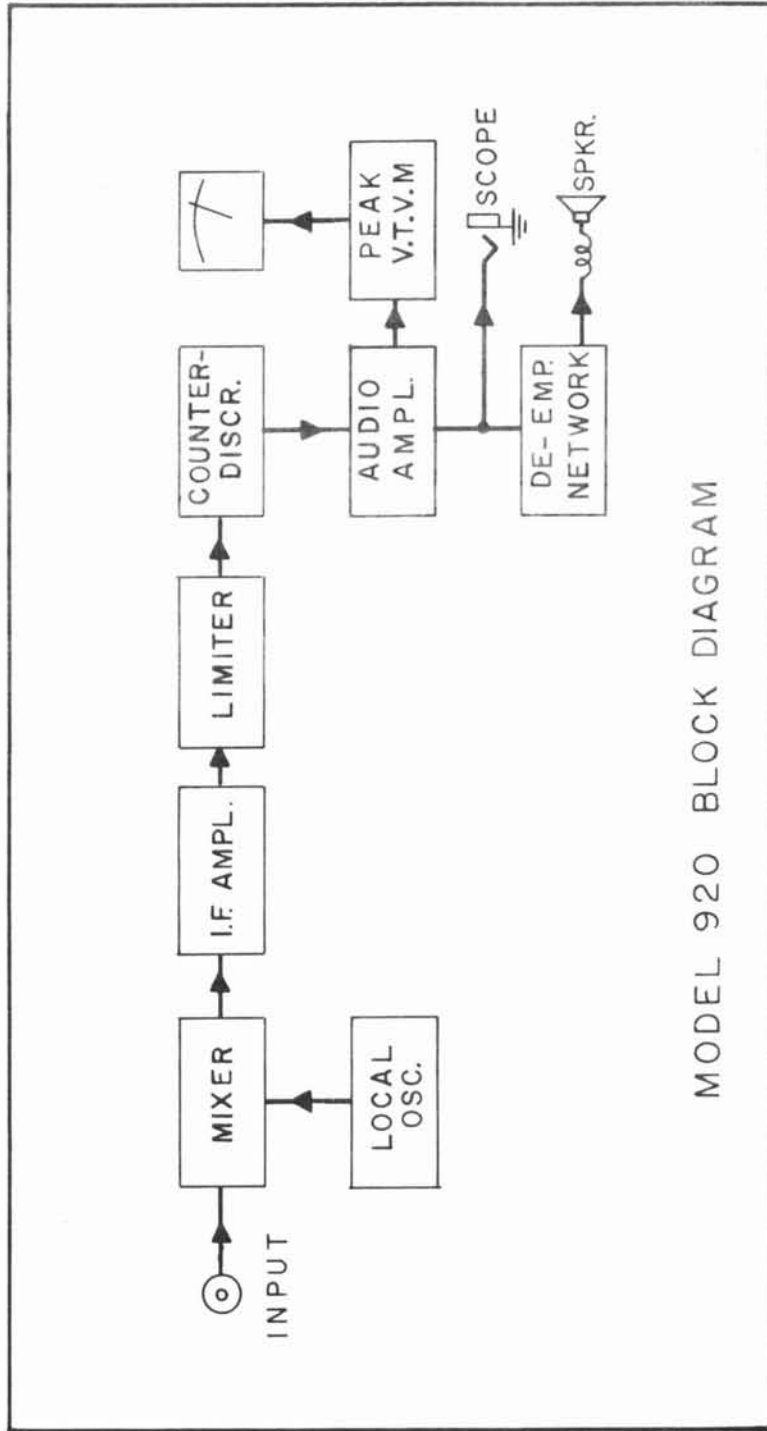 INPUT
MIXER
LOCAL
OSC.
I.F. AMPL.
LIMITER
COUNTER-
DISCR.
AUDIO
AMPL.
PEAK
V.T.V.M
SCOPE
DE-EMP.
NETWORK
SPKR.
MODEL 920 BLOCK DIAGRAM